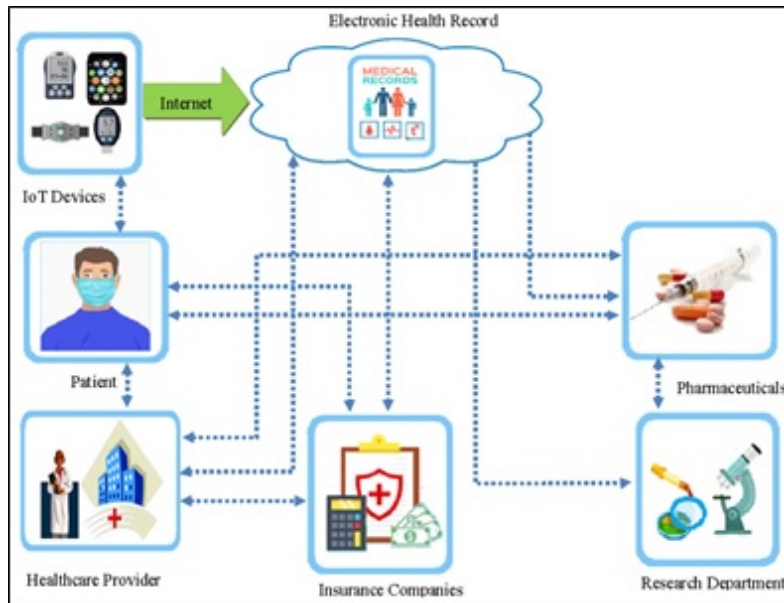 Electronic Health Record
MEDICAL
RECORDS
Internet
IoT Devices
Patient
Pharmaceuticals
Healthcare Provider
Insurance Companies
Research Department